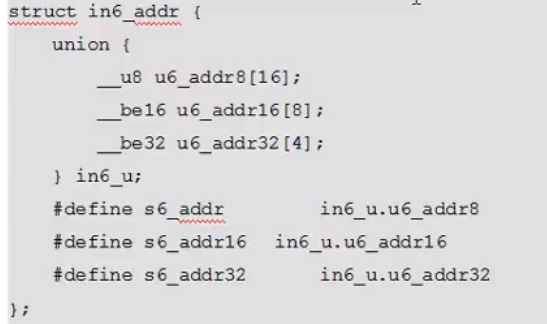 struct in6_addr {
union {
__u8 u6_addr8[16];
__be16 u6_addr16[8];
__be32 u6_addr32[4];
} in6_u;
#define s6_addr in6_u.u6_addr8
#define s6_addr16 in6_u.u6_addr16
#define s6_addr32 in6_u.u6_addr32
};